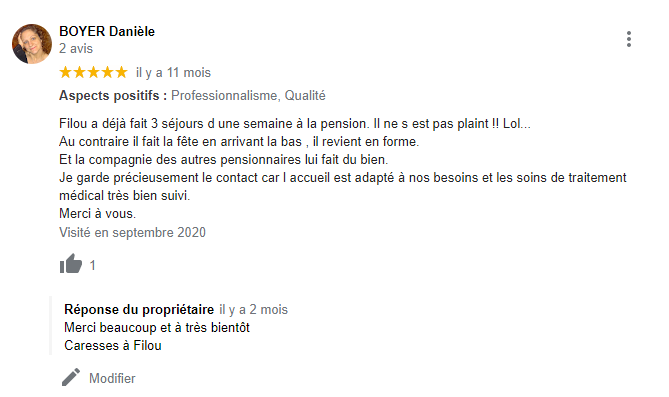 BOYER Danièle
2 avis
il y a 11 mois
Aspects positifs : Professionnalisme, Qualité
Filou a déjà fait 3 séjours d une semaine à la pension. Il ne s est pas plaint !! Lol...
Au contraire il fait la fête en arrivant la bas , il revient en forme.
Et la compagnie des autres pensionnaires lui fait du bien.
Je garde précieusement le contact car l accueil est adapté à nos besoins et les soins de traitement
médical très bien suivi.
Merci à vous.
Visité en septembre 2020
1
Réponse du propriétaire il y a 2 mois
Merci beaucoup et à très bientôt
Caresses à Filou
Modifier